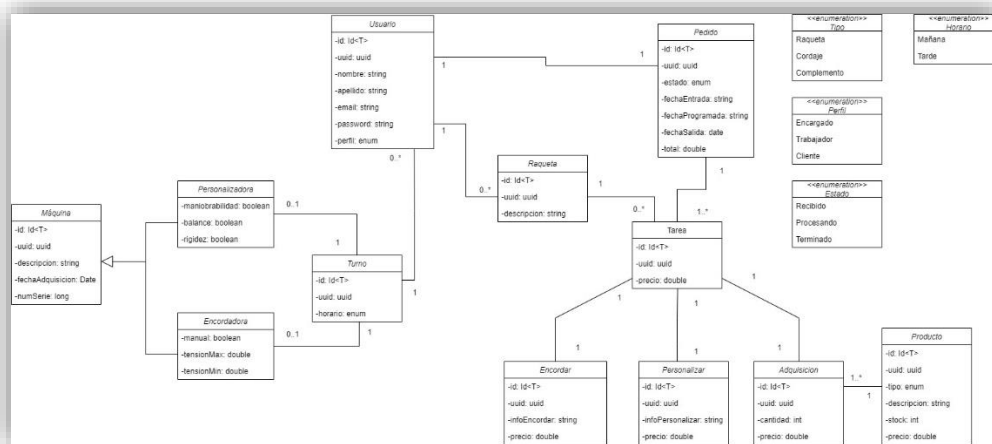 Usuario
-id: Id<T>
-uuid: uuid
-nombre: string
-apellido: string
-email: string
-password: string
-perfil: enum
1
1
0..*
1
Pedido
-id: Id<T>
-uuid: uuid
-estado: enum
-fechaEntrada: string
-fechaProgramada: string
-fechaSalida: date
-total: double
1
<<enumeration>>
Tipo
Raqueta
Cordaje
Complemento
<<enumeration>>
Horario
Mañana
Tarde
<<enumeration>>
Perfil
Encargado
Trabajador
Cliente
<<enumeration>>
Estado
Recibido
Procesando
Terminado
Raqueta
-id: Id<T>
-uuid: uuid
-descripcion: string
0..*
1
0..*
1..*
Personalizadora
-maniobrabilidad: boolean
-balance: boolean
-rigidez: boolean
0..1
1
Máquina
-id: Id<T>
-uuid: uuid
-descripcion: string
-fechaAdquisicion: Date
-numSerie: long
Turno
-id: Id<T>
-uuid: uuid
-horario: enum
1
1
Encordadora
-manual: boolean
-tensionMax: double
-tensionMin: double
0..1
Tarea
-id: Id<T>
-uuid: uuid
-precio: double
1
1
1
1
1
1
Encordar
-id: Id<T>
-uuid: uuid
-infoEncordar: string
-precio: double
Personalizar
-id: Id<T>
-uuid: uuid
-infoPersonalizar: string
-precio: double
Adquisicion
-id: Id<T>
-uuid: uuid
-cantidad: int
-precio: double
1..*
1
Producto
-id: Id<T>
-uuid: uuid
-tipo: enum
-descripcion: string
-stock: int
-precio: double